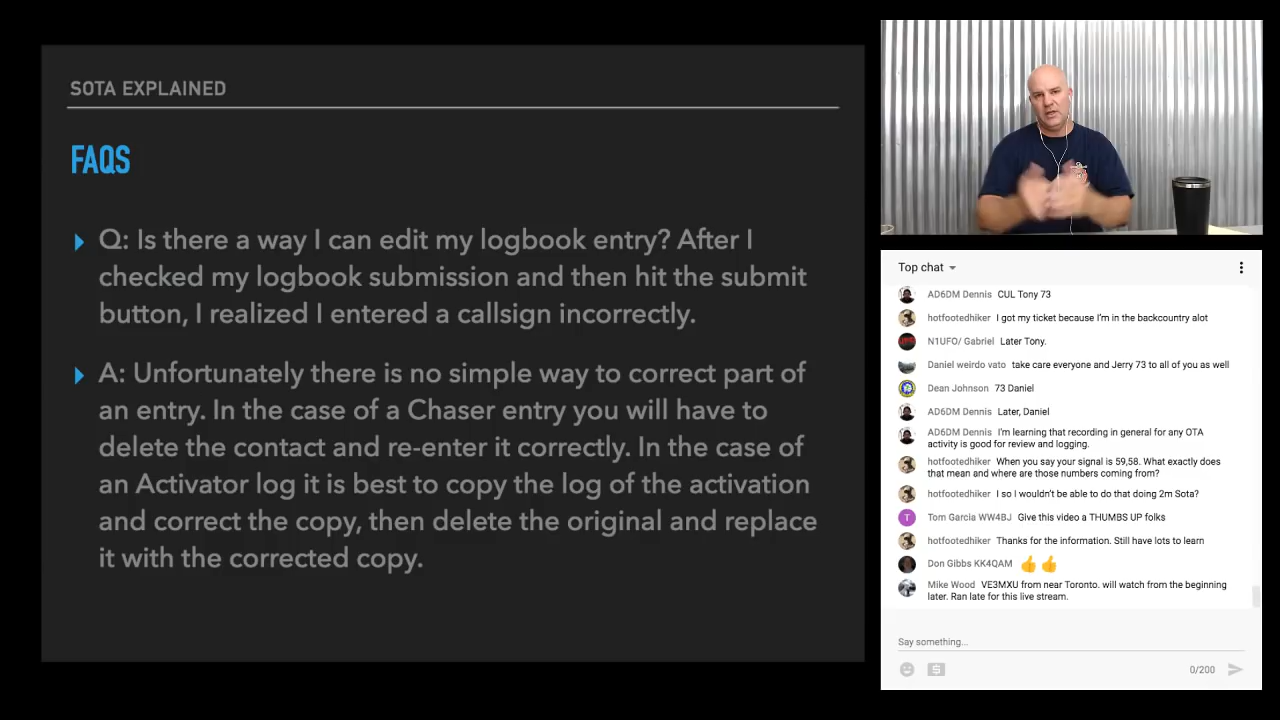 SOTA EXPLAINED
FAQS
Q: Is there a way I can edit my logbook entry? After I
checked my logbook submission and then hit the submit
button, I realized I entered a callsign incorrectly.
A: Unfortunately there is no simple way to correct part of
an entry. In the case of a Chaser entry you will have to
delete the contact and re-enter it correctly. In the case of
an Activator log it is best to copy the log of the activation
and correct the copy, then delete the original and replace
it with the corrected copy.
Top chat
AD6DM Dennis CUL Tony 73
hotfootedhiker I got my ticket because I'm in the backcountry alot
N1UFO/ Gabriel Later Tony.
Daniel weirdo vato take care everyone and Jerry 73 to all of you as well
Dean Johnson 73 Daniel
AD6DM Dennis Later, Daniel
AD6DM Dennis I'm learning that recording in general for any OTA
activity is good for review and logging.
hotfootedhiker When you say your signal is 59,58. What exactly does
that mean and where are those numbers coming from?
hotfootedhiker I so I wouldn't be able to do that doing 2m Sota?
T Tom Garcia WW4BJ Give this video a THUMBS UP folks
hotfootedhiker Thanks for the information. Still have lots to learn
Don Gibbs KK4QAM 👍👍
Mike Wood VE3MXU from near Toronto. will watch from the beginning
later. Ran late for this live stream.
Say something...
0/200